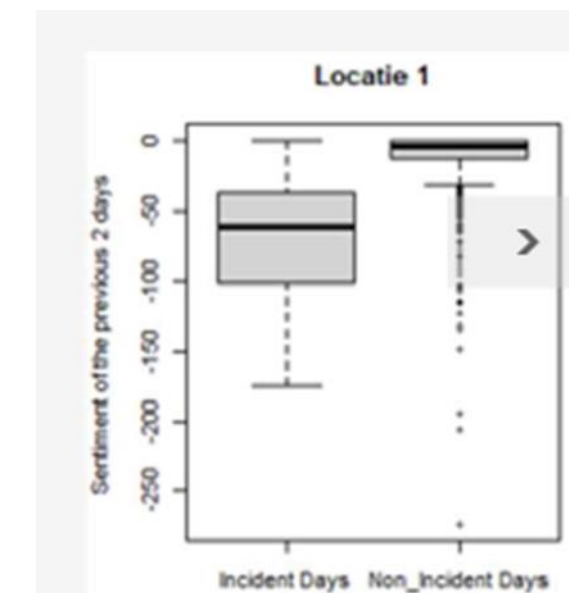 Locatie 1
Sentiment of the previous 2 days
0
-50
-100
-150
-200
-250
Incident Days Non_Incident Days